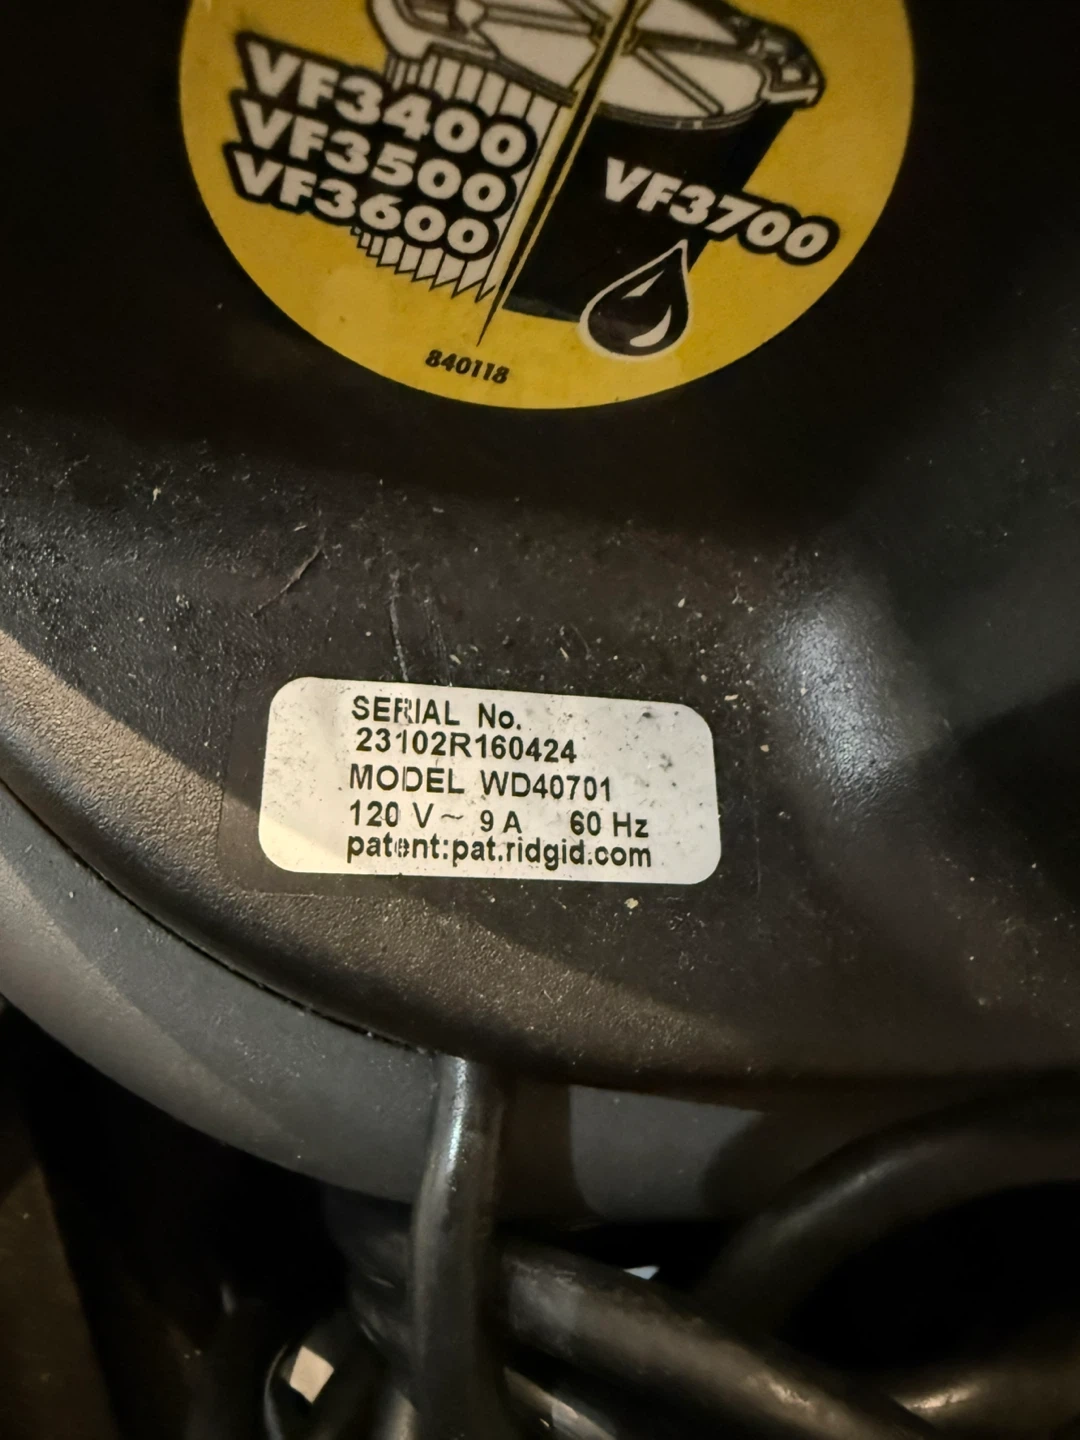 VF3400
VF3500
VF3600
VF3700
840118
SERIAL No.
23102R160424
MODEL WD40701
120 V~ 9 A 60 Hz
patent:pat.ridgid.com